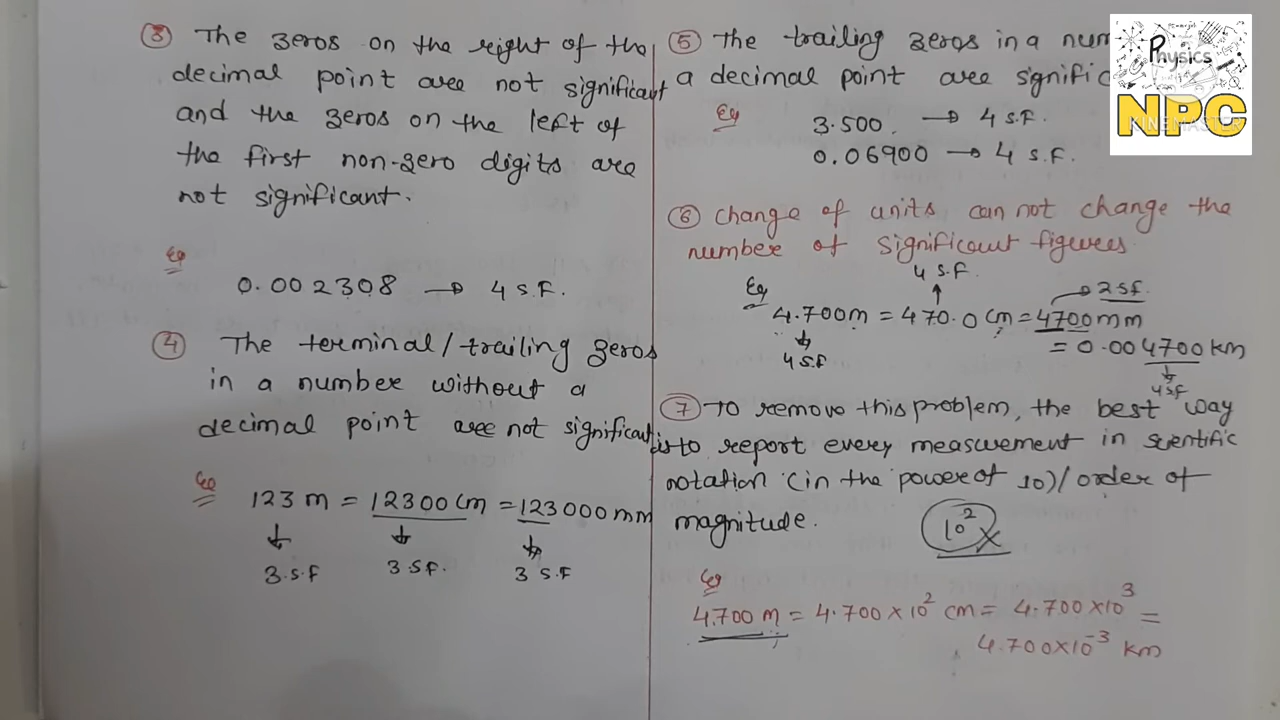 ③ The zeros on the right of the
decimal point are not significant
and the zeros on the left of
the first non-zero digits are
not significant.
Eg
0.002308 → 4 S.F.
④ The terminal/trailing zeros
in a number without a
decimal point are not significant
Eg
123 m = 12300 cm = 123000 mm
3.S.F 3.SF. 3 S.F
⑤ The trailing zeros in a num
a decimal point are signific
Eg
3.500. → 4 S.F.
0.06900 → 4 S.F.
⑥ Change of units can not change the
number of significant figures.
4 S.F. 2 S.F.
Eg
4.700m = 470.0 cm = 4700 mm
4 S.F
= 0.004700 km
4 S.F
⑦ To remove this problem, the best way
is to report every measurement in scientific
notation (in the power of 10)/order of
magnitude.
10² x
Eg
4.700 m = 4.700 x 10² cm = 4.700 x 10³ =
4.700 x 10⁻³ km
Physics
NPC
KINEMASTER